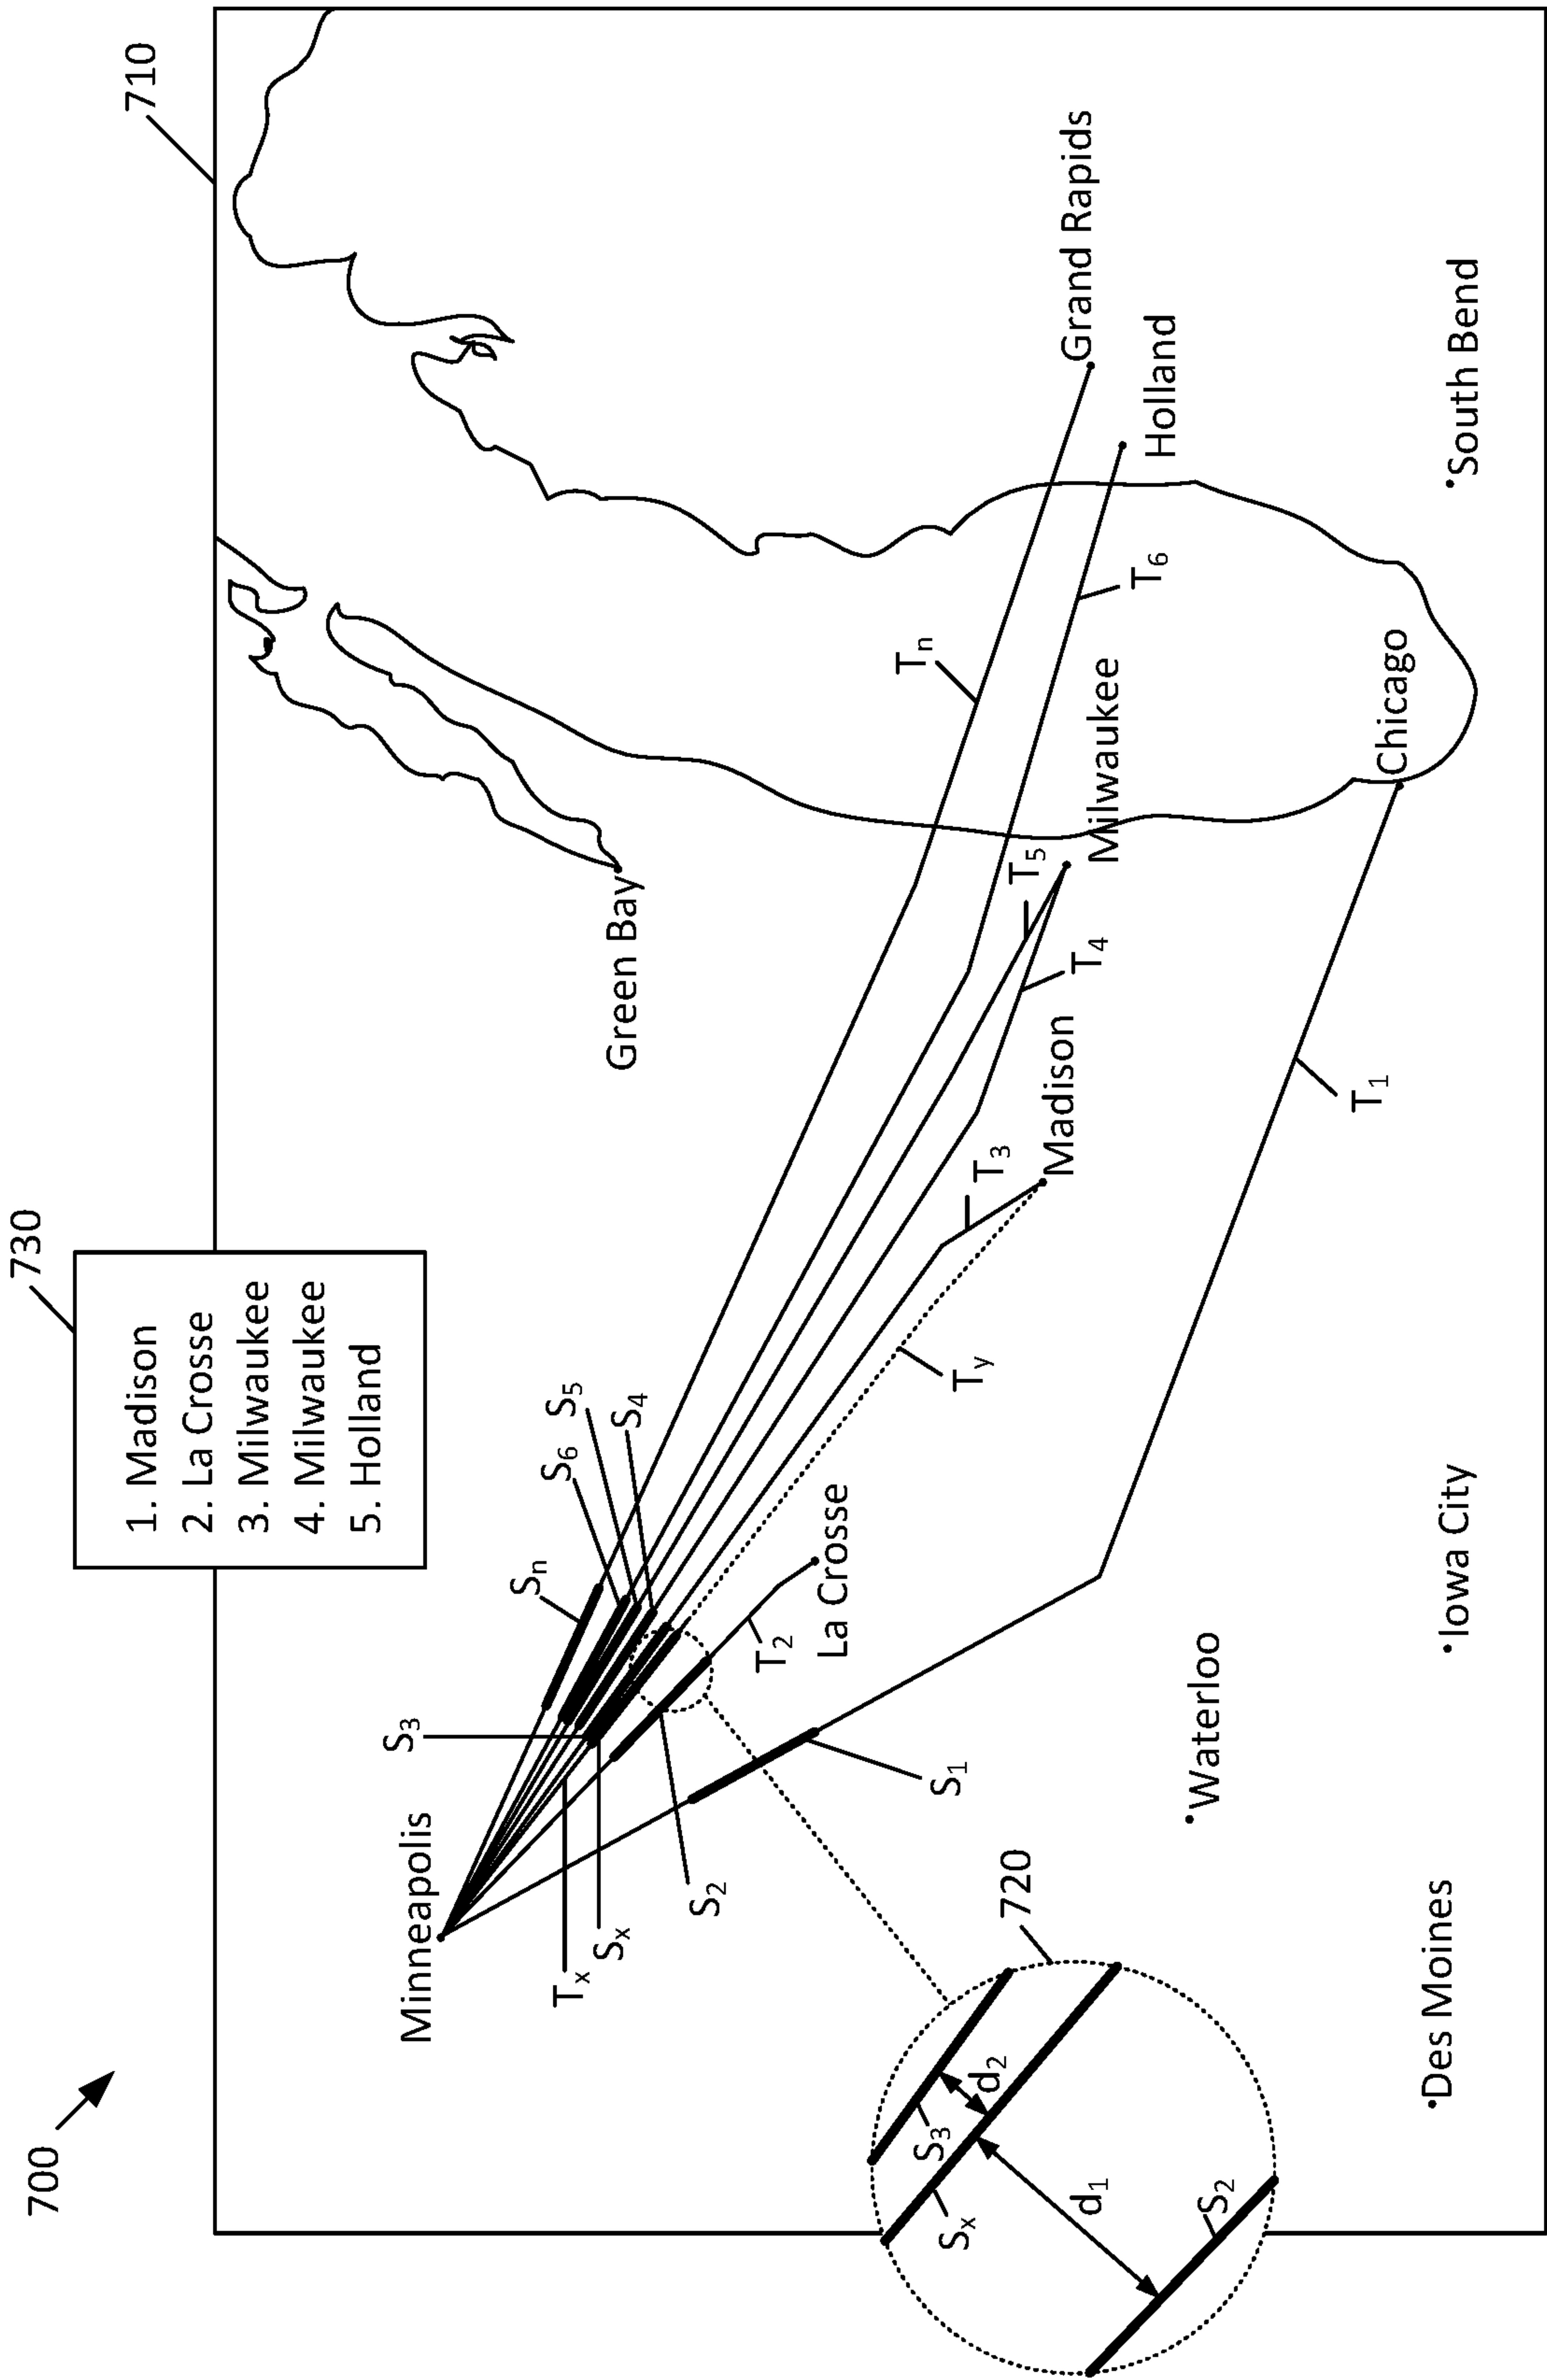 700
730
710
1. Madison
2. La Crosse
3. Milwaukee
4. Milwaukee
5. Holland
Minneapolis
S3
Sn
S6
S5
S4
Tx
Sx
S2
S1
T2
La Crosse
Green Bay
Ty
T3
Madison
T4
T5
Milwaukee
Tn
T6
Grand Rapids
Holland
T1
Chicago
South Bend
Waterloo
Iowa City
Des Moines
720
S3
d2
Sx
d1
S2